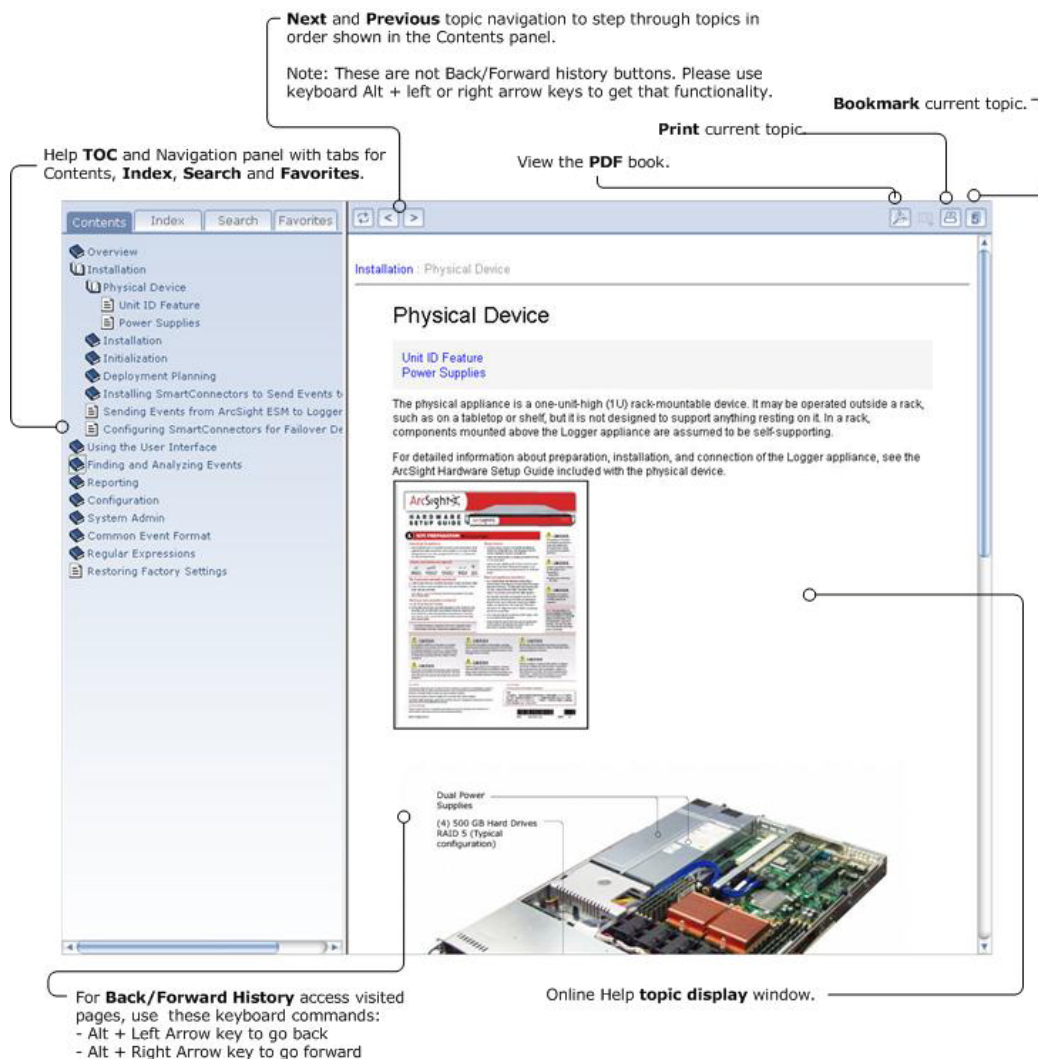 Next and Previous topic navigation to step through topics in
order shown in the Contents panel.
Note: These are not Back/Forward history buttons. Please use
keyboard Alt + left or right arrow keys to get that functionality.
Bookmark current topic.
Print current topic.
View the PDF book.
Help TOC and Navigation panel with tabs for
Contents, Index, Search and Favorites.
Contents Index Search Favorites
< >
Overview
Installation
Physical Device
Unit ID Feature
Power Supplies
Installation
Initialization
Deployment Planning
Installing SmartConnectors to Send Events to
Sending Events from ArcSight ESM to Logger
Configuring SmartConnectors for Failover De
Using the User Interface
Finding and Analyzing Events
Reporting
Configuration
System Admin
Common Event Format
Regular Expressions
Restoring Factory Settings
Installation : Physical Device
Physical Device
Unit ID Feature
Power Supplies
The physical appliance is a one-unit-high (1U) rack-mountable device. It may be operated outside a rack,
such as on a tabletop or shelf, but it is not designed to support anything resting on it. In a rack,
components mounted above the Logger appliance are assumed to be self-supporting.
For detailed information about preparation, installation, and connection of the Logger appliance, see the
ArcSight Hardware Setup Guide included with the physical device.
ArcSight
HARDWARE
SETUP GUIDE
ArcSight
SITE PREPARATION
Dual Power
Supplies
(4) 500 GB Hard Drives
RAID 5 (Typical
configuration)
For Back/Forward History access visited
pages, use these keyboard commands:
- Alt + Left Arrow key to go back
- Alt + Right Arrow key to go forward
Online Help topic display window.